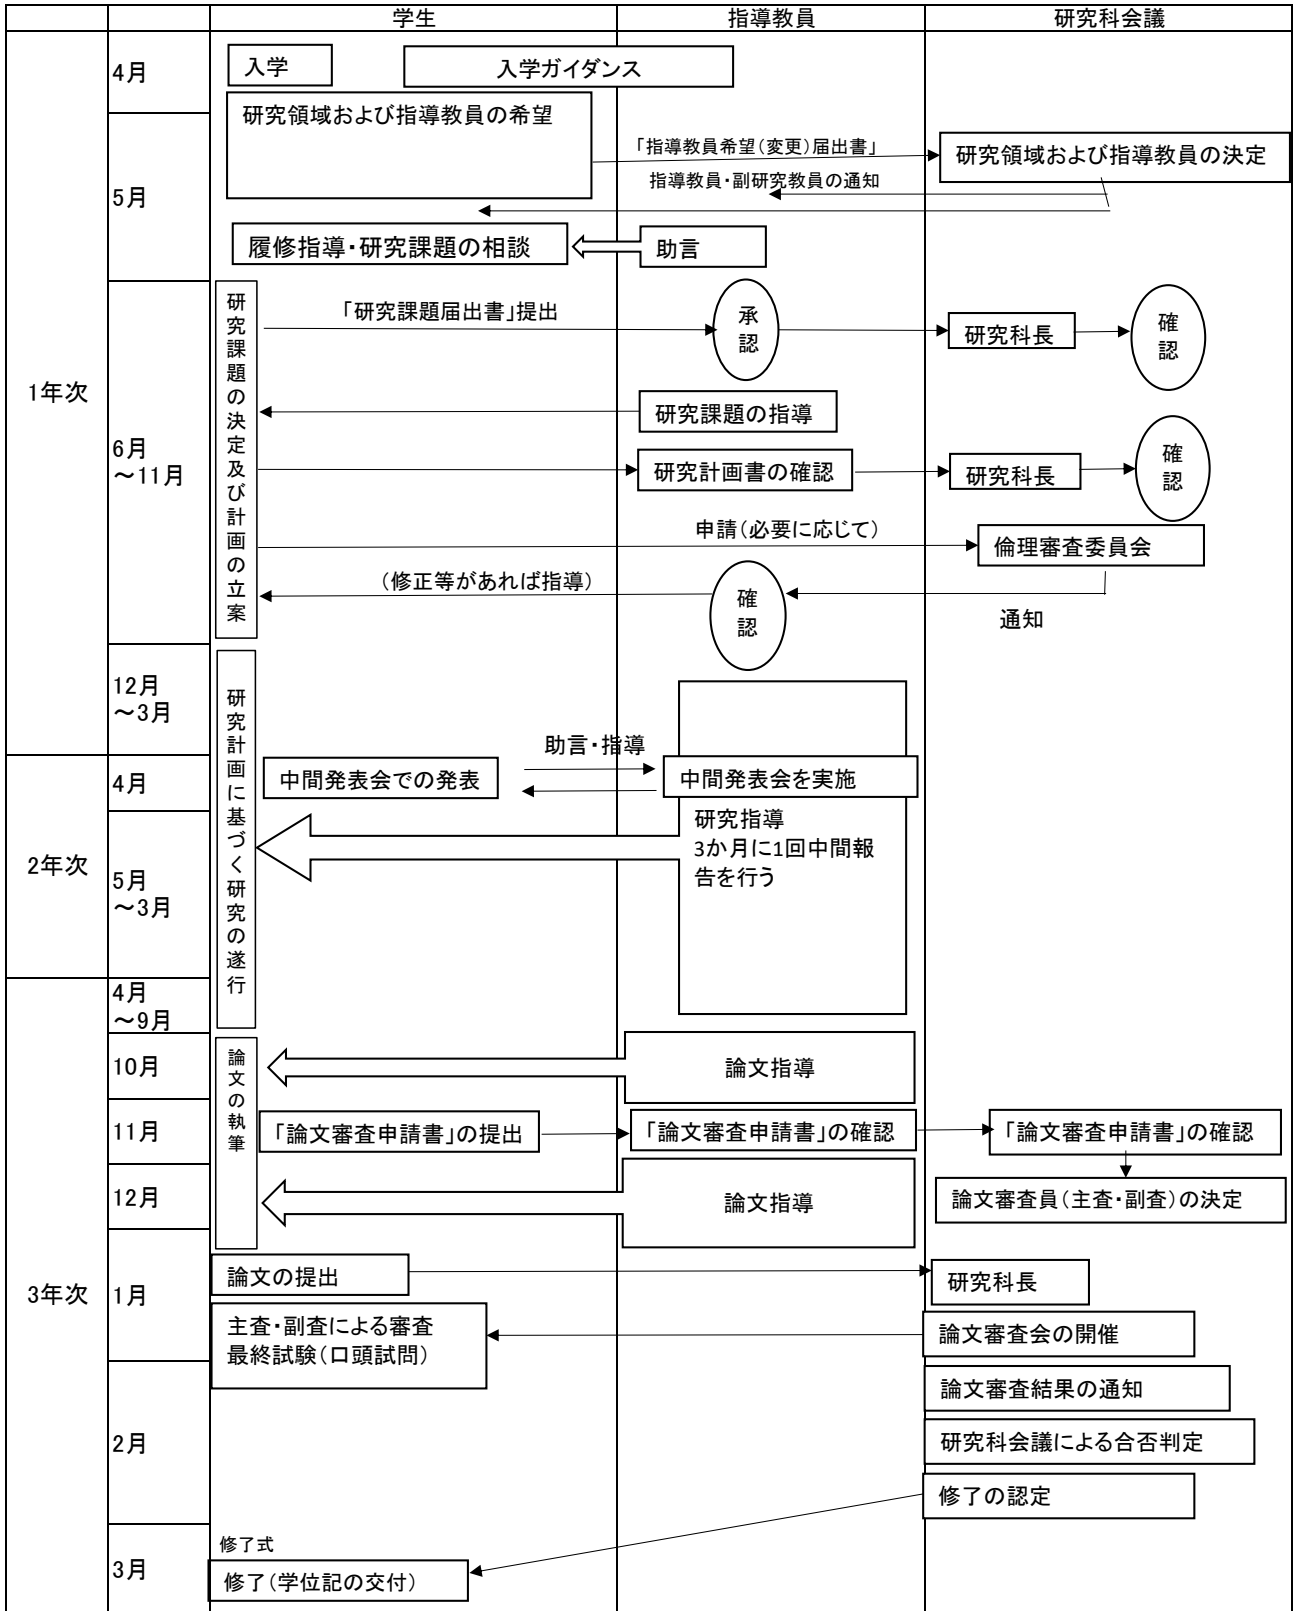 学生
指導教員
研究科会議
1年次
4月
入学
入学ガイダンス
研究領域および指導教員の希望
5月
「指導教員希望(変更)届出書」
研究領域および指導教員の決定
指導教員・副研究教員の通知
履修指導・研究課題の相談
助言
6月
～11月
研究課題の決定及び計画の立案
「研究課題届出書」提出
承認
研究科長
確認
研究課題の指導
研究計画書の確認
研究科長
確認
申請(必要に応じて)
倫理審査委員会
(修正等があれば指導)
確認
通知
12月
～3月
研究計画に基づく研究の遂行
2年次
4月
助言・指導
中間発表会での発表
中間発表会を実施
研究指導
3か月に1回中間報
告を行う
5月
～3月
3年次
4月
～9月
10月
論文の執筆
論文指導
11月
「論文審査申請書」の提出
「論文審査申請書」の確認
「論文審査申請書」の確認
12月
論文指導
論文審査員(主査・副査)の決定
1月
論文の提出
研究科長
主査・副査による審査
最終試験(口頭試問)
論文審査会の開催
2月
論文審査結果の通知
研究科会議による合否判定
修了の認定
3月
修了式
修了(学位記の交付)